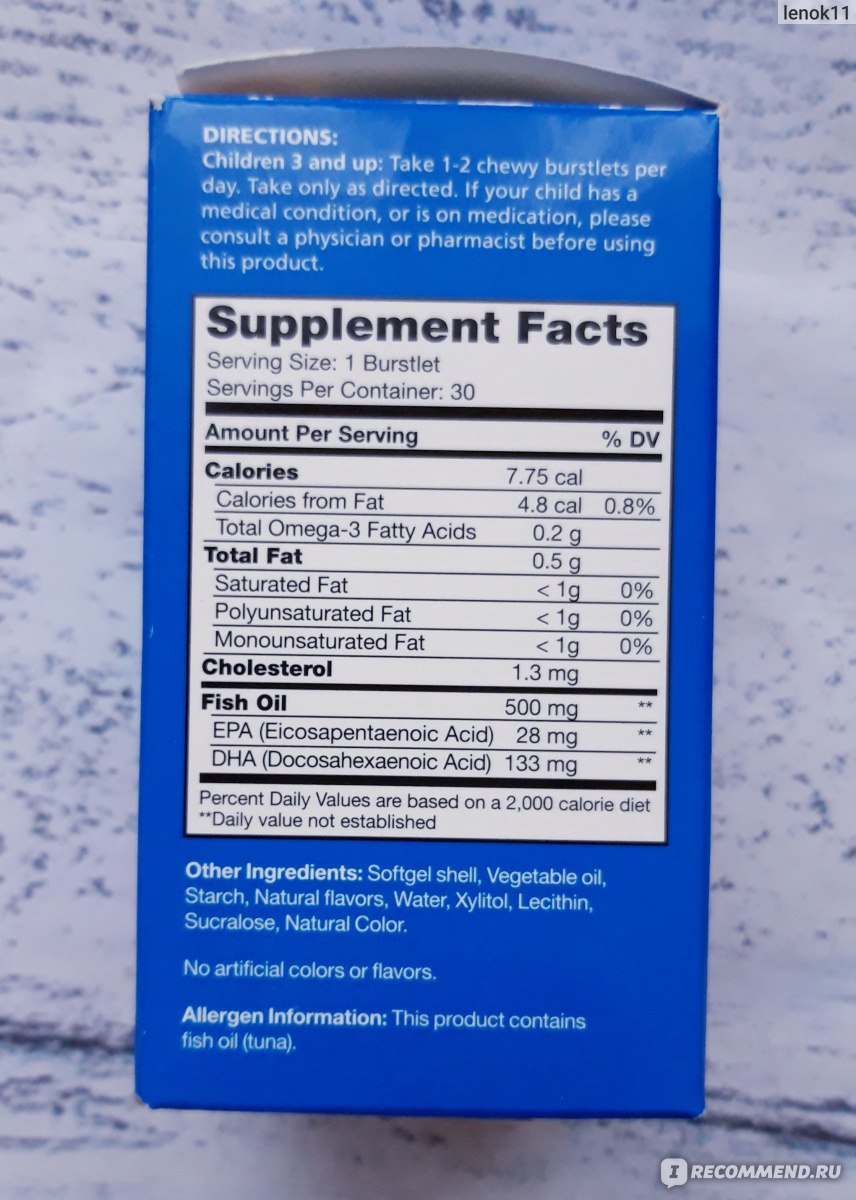 lenok11
DIRECTIONS:
Children 3 and up: Take 1-2 chewy burstlets per
day. Take only as directed. If your child has a
medical condition, or is on medication, please
consult a physician or pharmacist before using
this product.
Supplement Facts
Serving Size: 1 Burstlet
Servings Per Container: 30
Amount Per Serving % DV
Calories 7.75 cal
Calories from Fat 4.8 cal 0.8%
Total Omega-3 Fatty Acids 0.2 g
Total Fat 0.5 g
Saturated Fat < 1g 0%
Polyunsaturated Fat < 1g 0%
Monounsaturated Fat < 1g 0%
Cholesterol 1.3 mg
Fish Oil 500 mg **
EPA (Eicosapentaenoic Acid) 28 mg **
DHA (Docosahexaenoic Acid) 133 mg **
Percent Daily Values are based on a 2,000 calorie diet
**Daily value not established
Other Ingredients: Softgel shell, Vegetable oil,
Starch, Natural flavors, Water, Xylitol, Lecithin,
Sucralose, Natural Color.
No artificial colors or flavors.
Allergen Information: This product contains
fish oil (tuna).
IRECOMMEND.RU